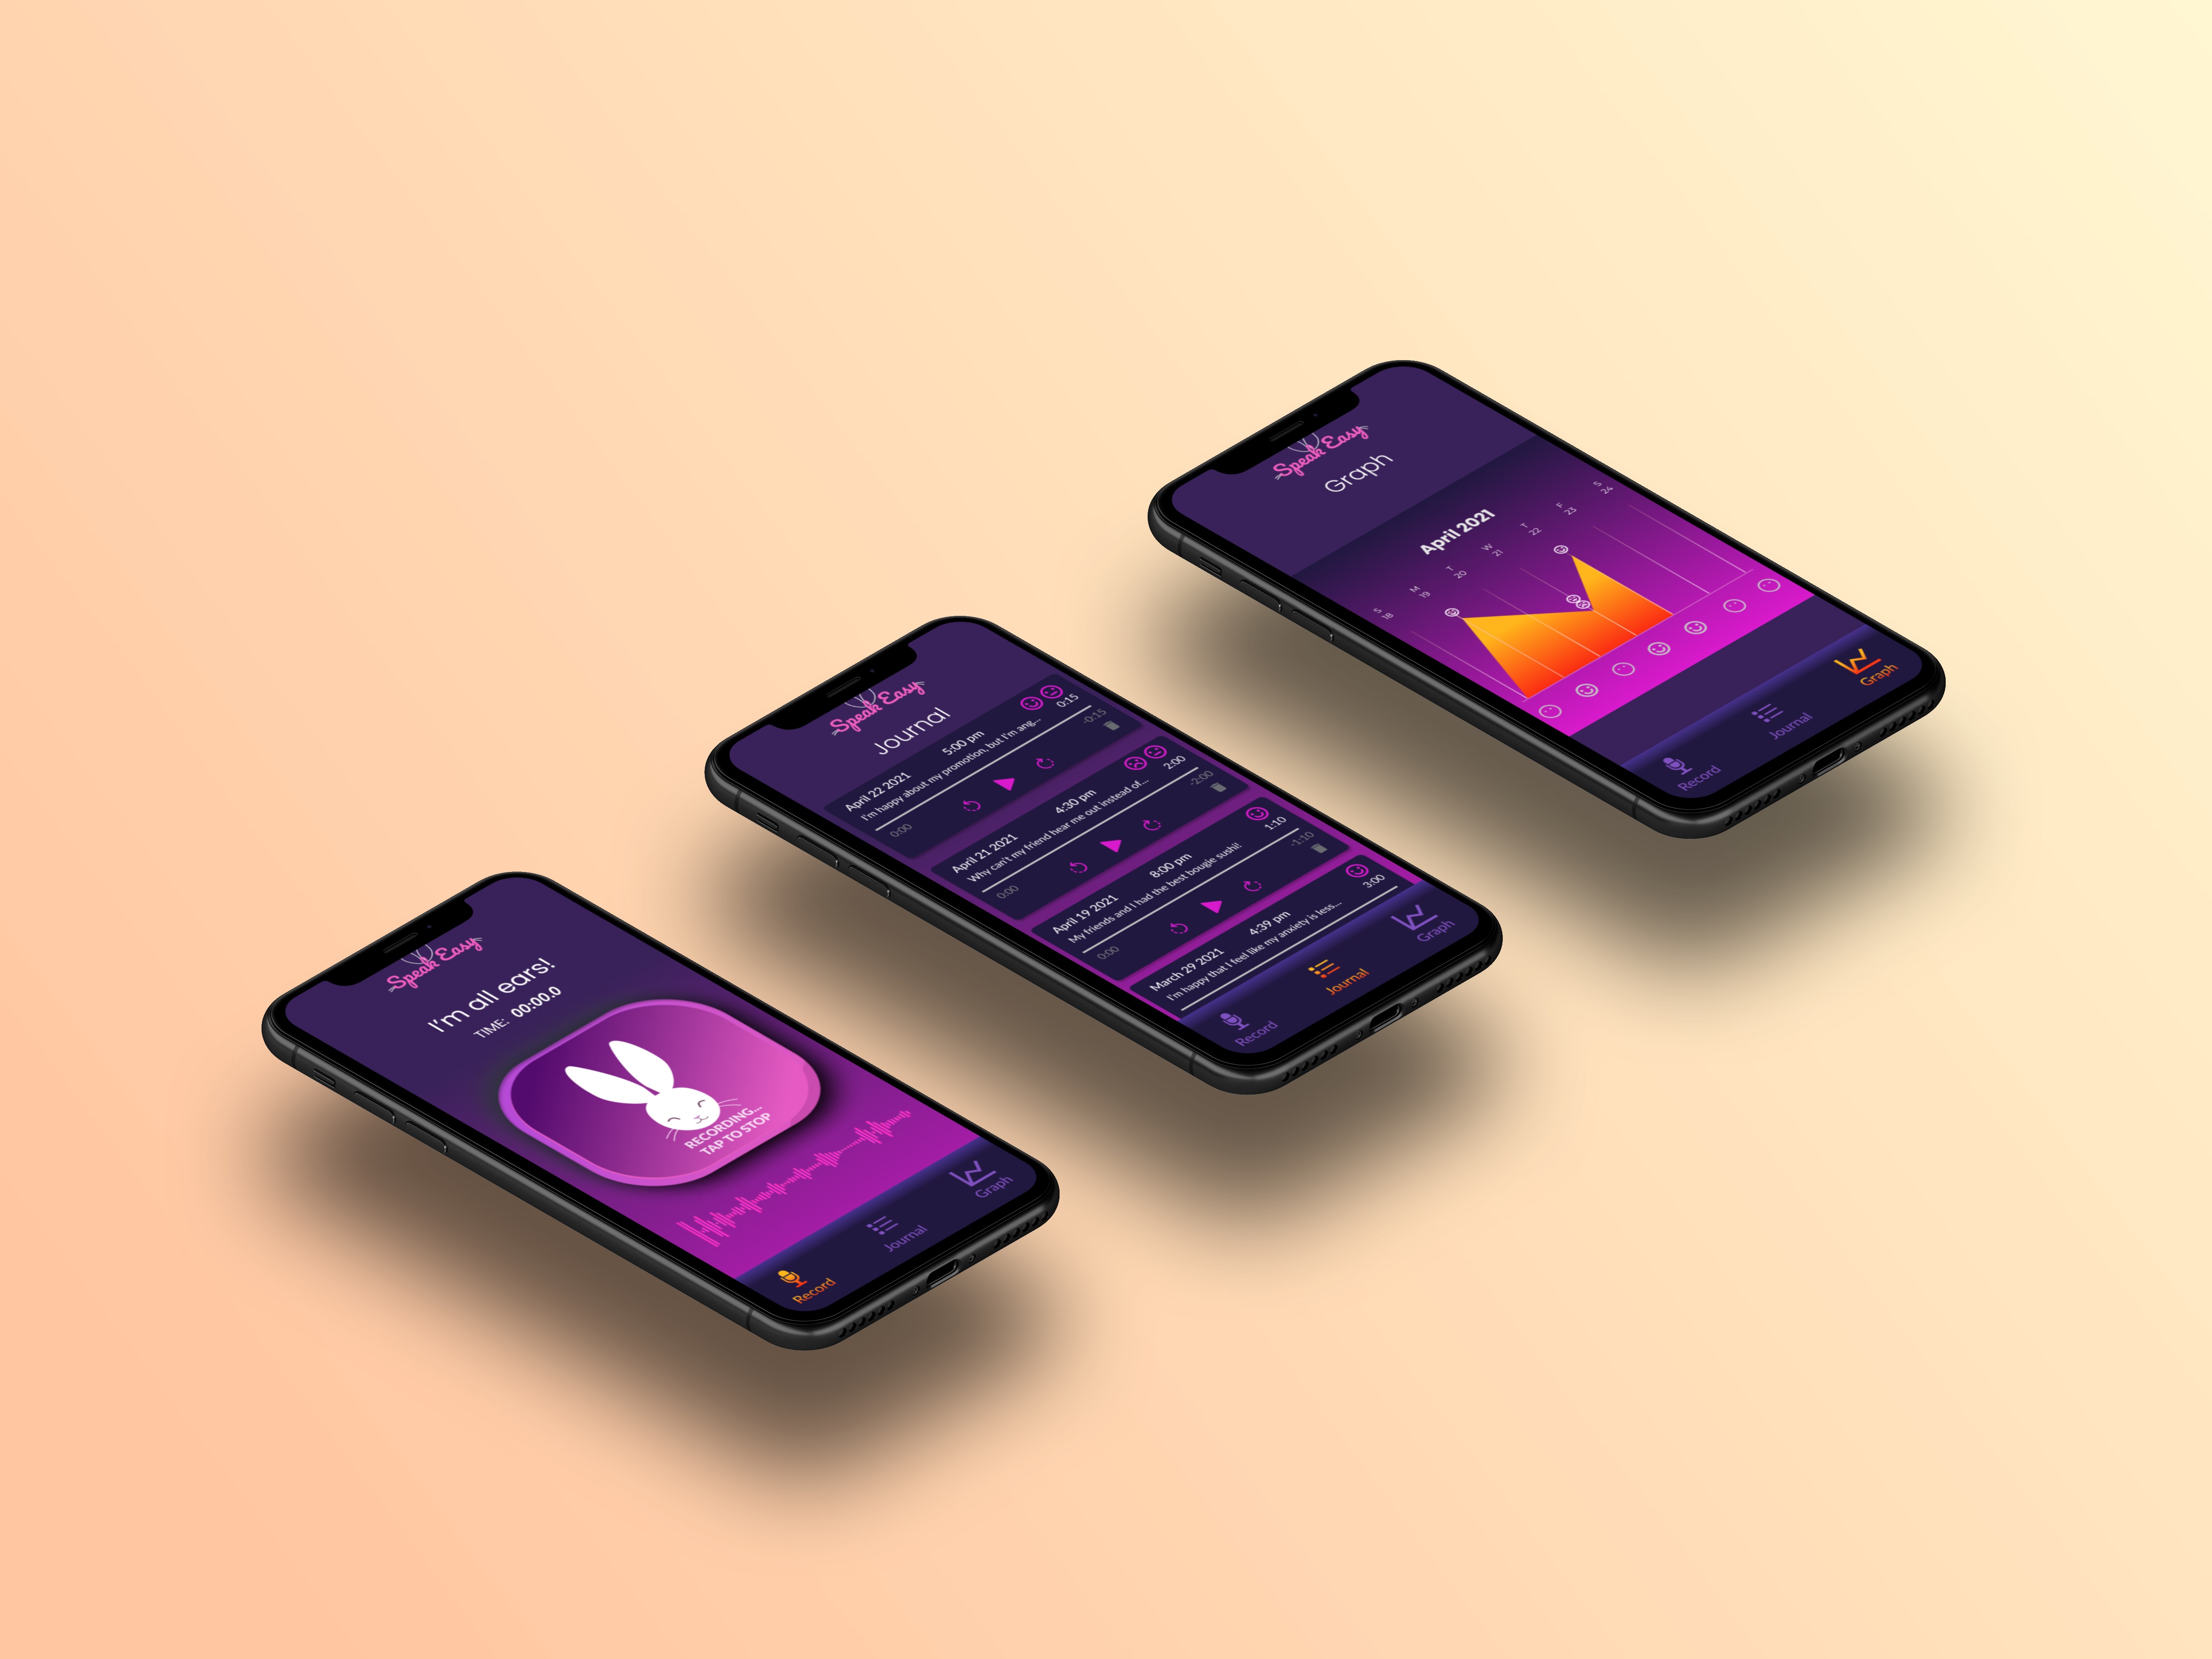 Speak Easy
I'm all ears!
TIME: 00:00.0
RECORDING...
TAP TO STOP
Record
Journal
Graph
Speak Easy
Journal
April 22 2021 5:00 pm
I'm happy about my promotion, but I'm ang... 0:15
0:00 -0:15
April 21 2021 4:30 pm
Why can't my friend hear me out instead of... 2:00
0:00 -2:00
April 19 2021 8:00 pm
My friends and I had the best bougie sushi! 1:10
0:00 -1:10
March 29 2021 4:39 pm
I'm happy that I feel like my anxiety is less... 3:00
Record
Journal
Graph
Speak Easy
Graph
April 2021
S M T W T F S
18 19 20 21 22 23 24
Record
Journal
Graph